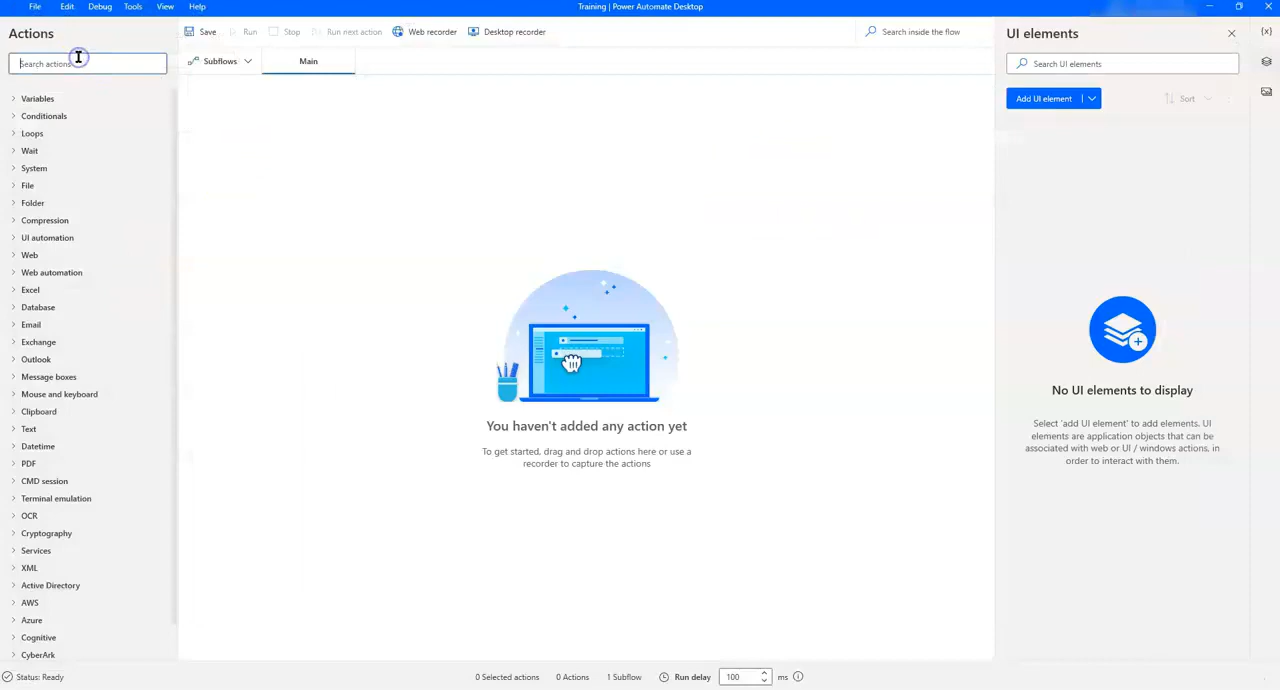 File Edit Debug Tools View Help
Training | Power Automate Desktop
Actions
Search actions
Variables
Conditionals
Loops
Wait
System
File
Folder
Compression
UI automation
Web
Web automation
Excel
Database
Email
Exchange
Outlook
Message boxes
Mouse and keyboard
Clipboard
Text
Datetime
PDF
CMD session
Terminal emulation
OCR
Cryptography
Services
XML
Active Directory
AWS
Azure
Cognitive
CyberArk
Save Run Stop Run next action Web recorder Desktop recorder
Search inside the flow
Subflows Main
You haven't added any action yet
To get started, drag and drop actions here or use a
recorder to capture the actions
UI elements
Search UI elements
Add UI element
Sort
No UI elements to display
Select 'add UI element' to add elements. UI
elements are application objects that can be
associated with web or UI / windows actions, in
order to interact with them.
{x}
Status: Ready
0 Selected actions 0 Actions 1 Subflow Run delay 100 ms